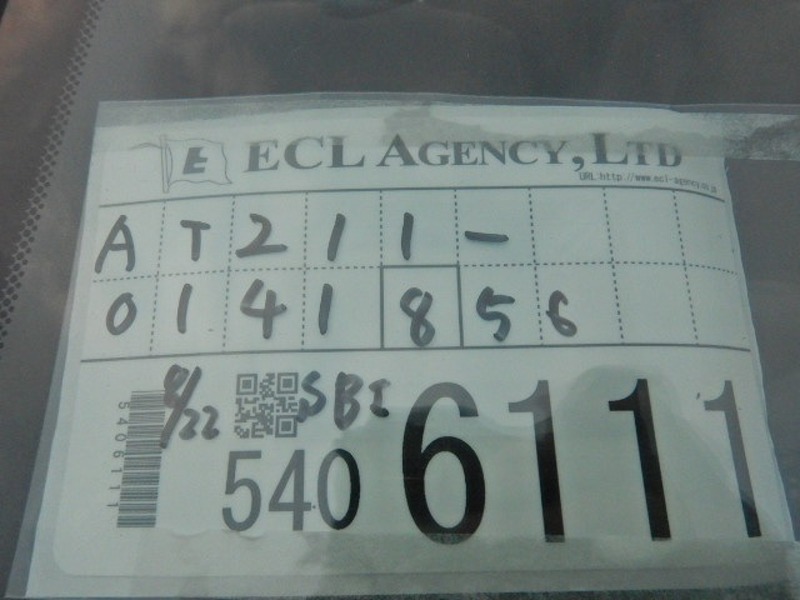 E ECL AGENCY, LTD
URL:http://www.ecl-agency.co.jp
AT211-
0141856
5406111
8/22 SBI
540 6111